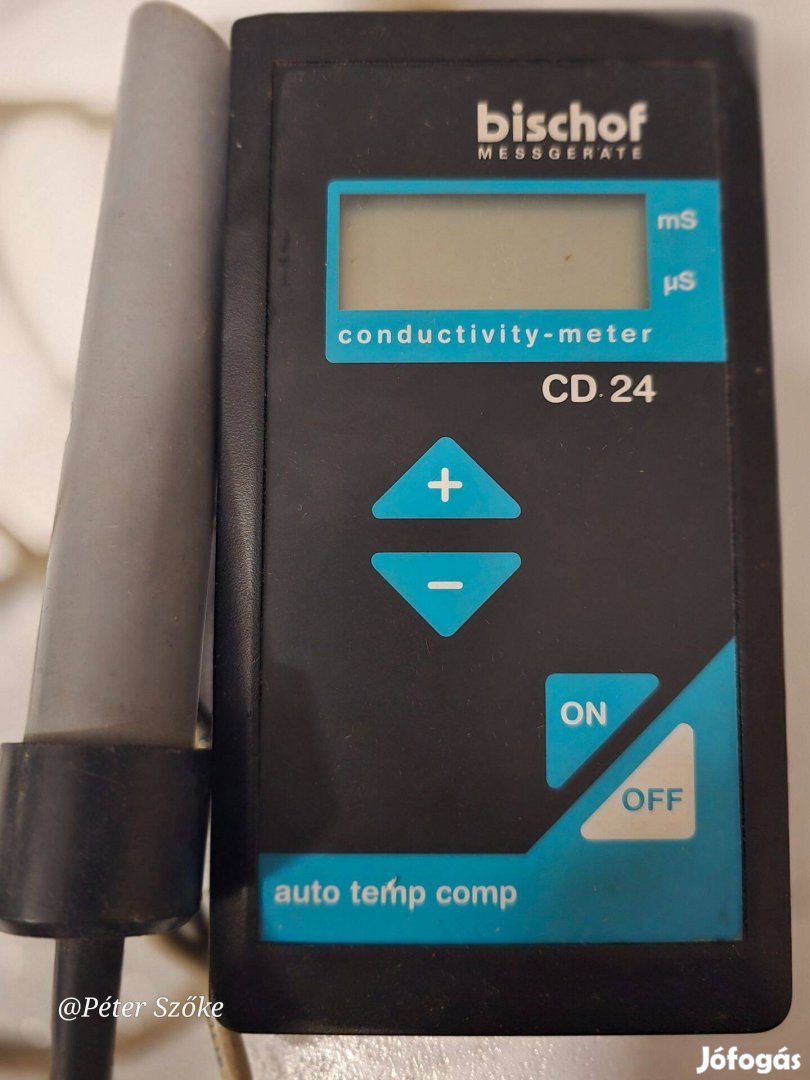 bischof
MESSGERÄTE
mS
µS
conductivity-meter
CD 24
+
−
ON
OFF
auto temp comp
@Péter Szőke
Jófogás